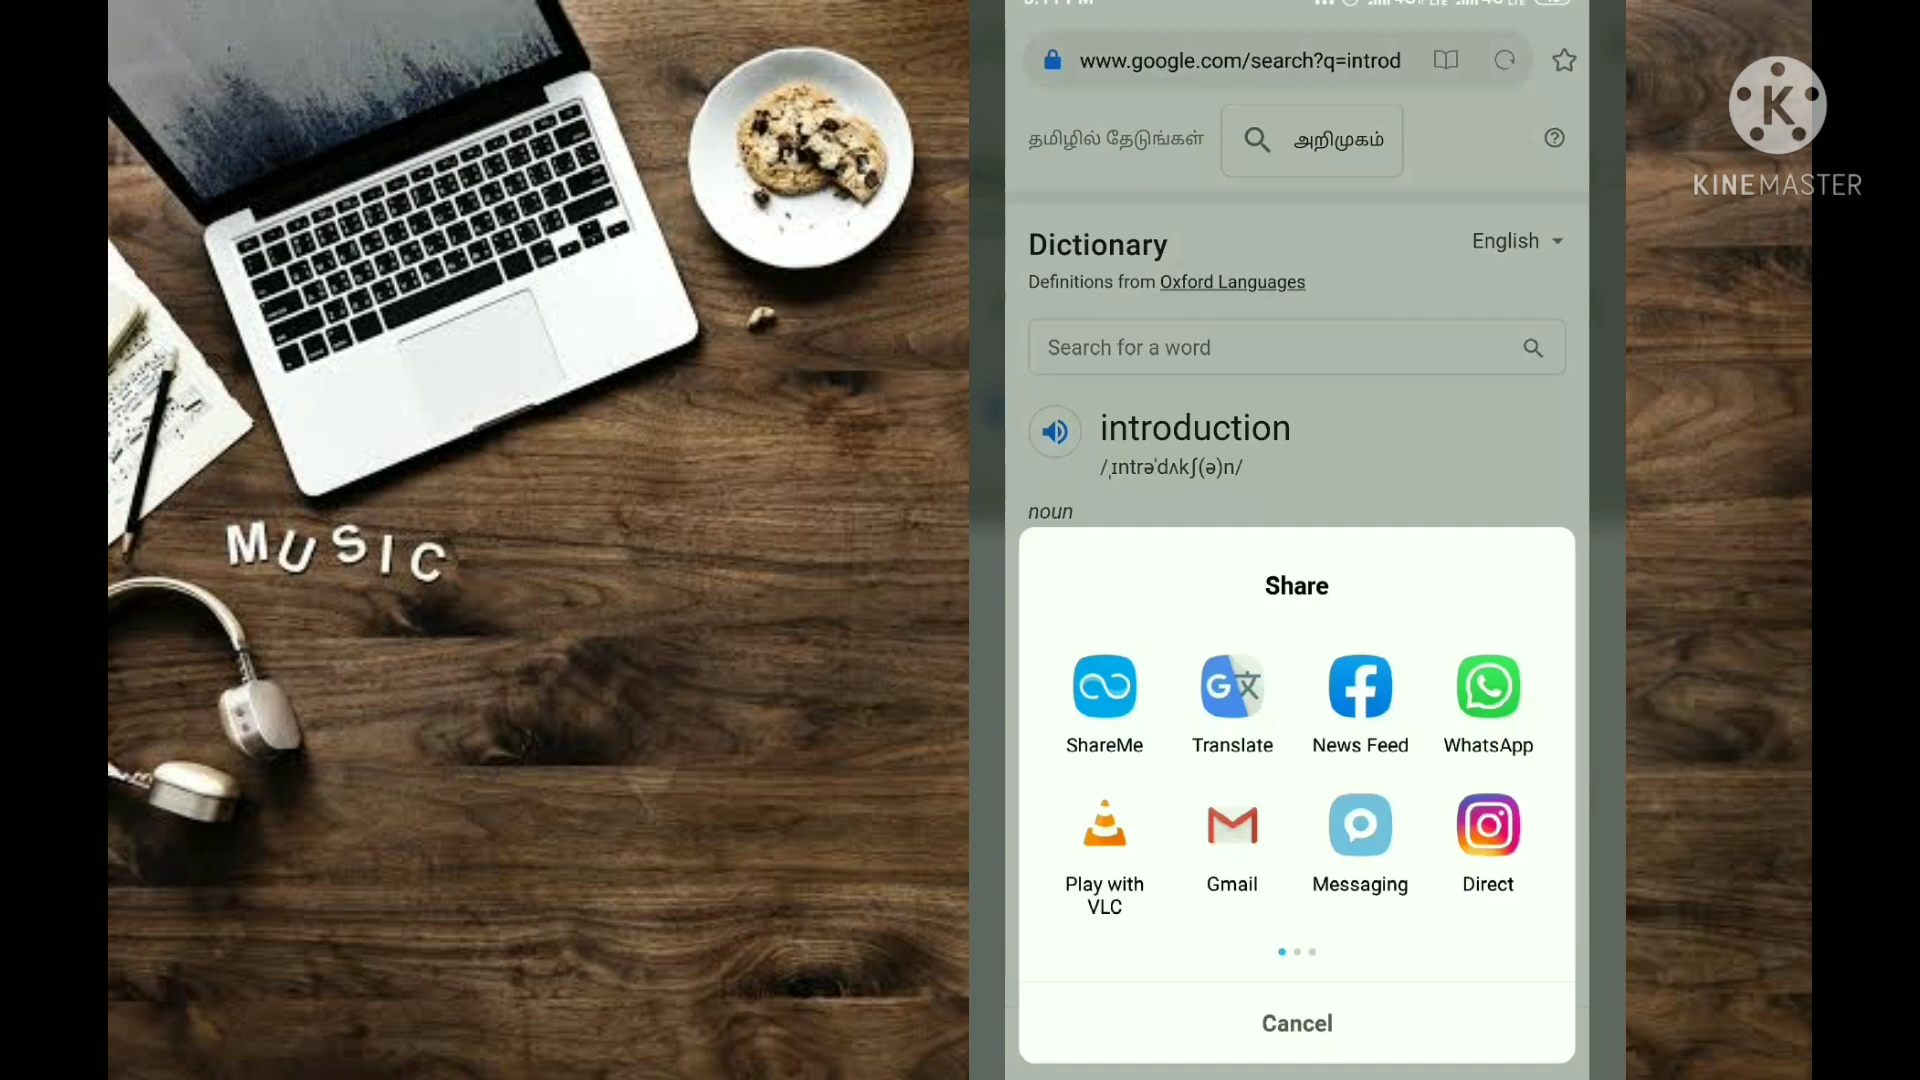 MUSIC
www.google.com/search?q=introd
தமிழில் தேடுங்கள்
அறிமுகம்
Dictionary
English
Definitions from Oxford Languages
Search for a word
introduction
/ˌɪntrəˈdʌkʃ(ə)n/
noun
Share
ShareMe
Translate
News Feed
WhatsApp
Play with
VLC
Gmail
Messaging
Direct
Cancel
K
KINEMASTER